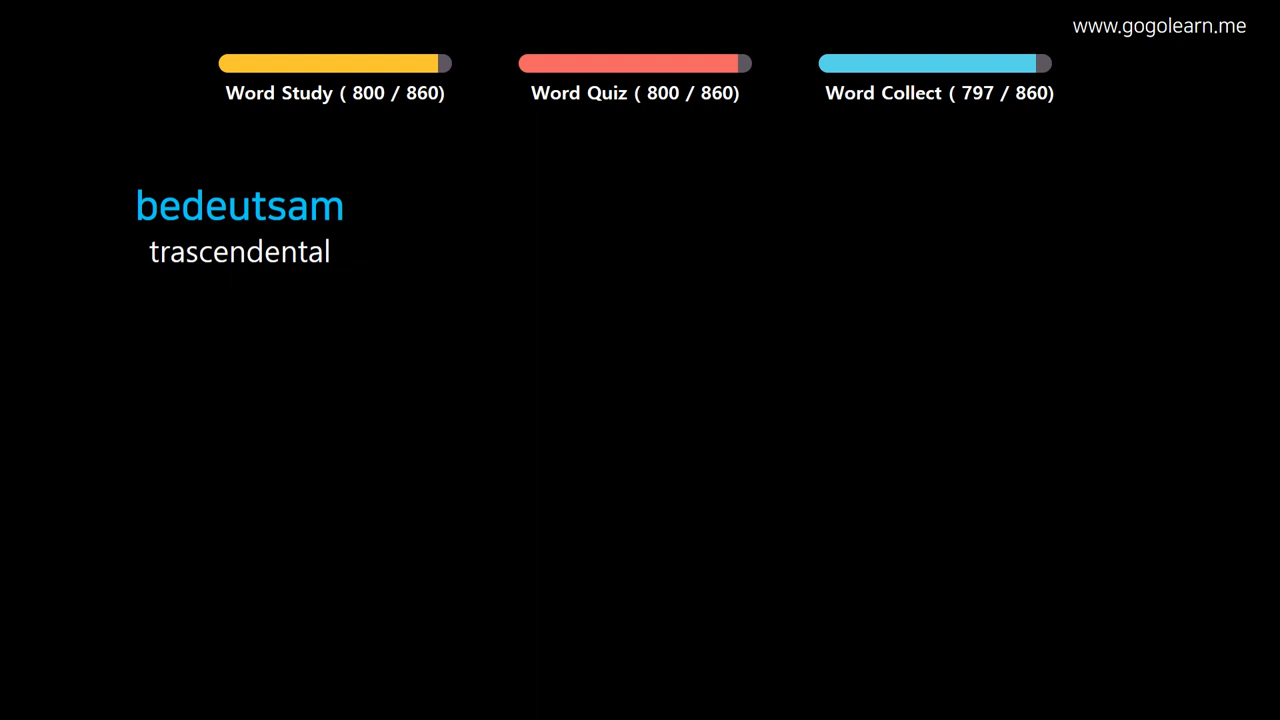 www.gogolearn.me
Word Study ( 800 / 860)
Word Quiz ( 800 / 860)
Word Collect ( 797 / 860)
bedeutsam
trascendental